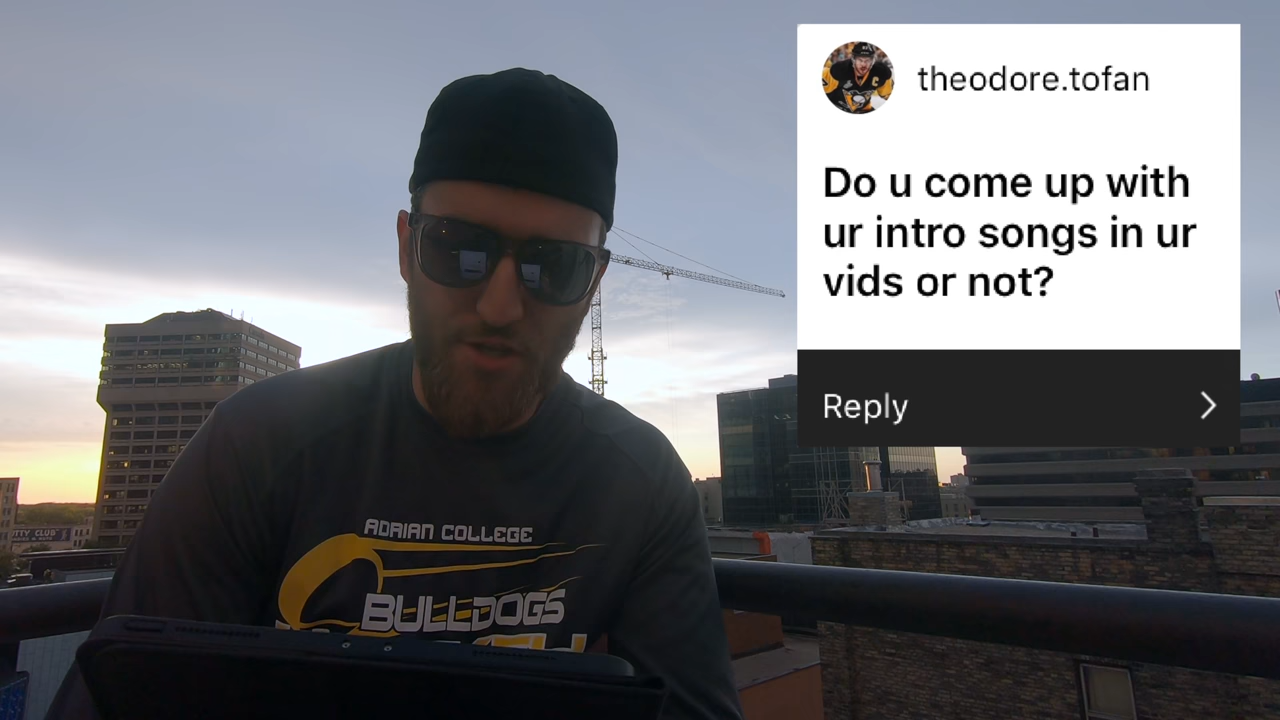 theodore.tofan
Do u come up with
ur intro songs in ur
vids or not?
Reply
ADRIAN COLLEGE
BULLDOGS